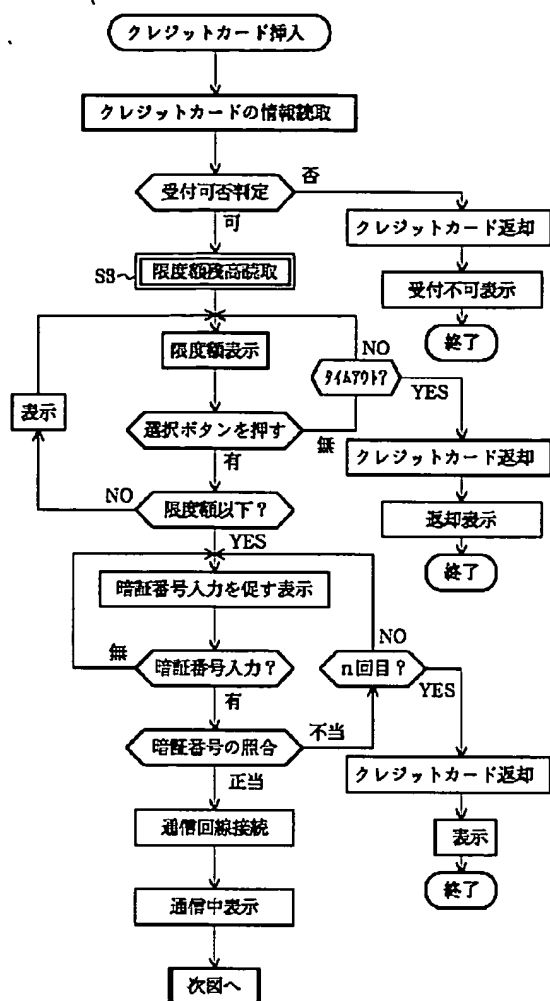 クレジットカード挿入
クレジットカードの情報読取
受付可否判定
否
可
クレジットカード返却
受付不可表示
終了
S3
限度額残高読取
限度額表示
NO
タイムアウト?
YES
表示
選択ボタンを押す
無
有
クレジットカード返却
返却表示
終了
NO
限度額以下?
YES
暗証番号入力を促す表示
NO
無
暗証番号入力?
n回目?
YES
有
不当
暗証番号の照合
正当
クレジットカード返却
表示
終了
通信回線接続
通信中表示
次図へ